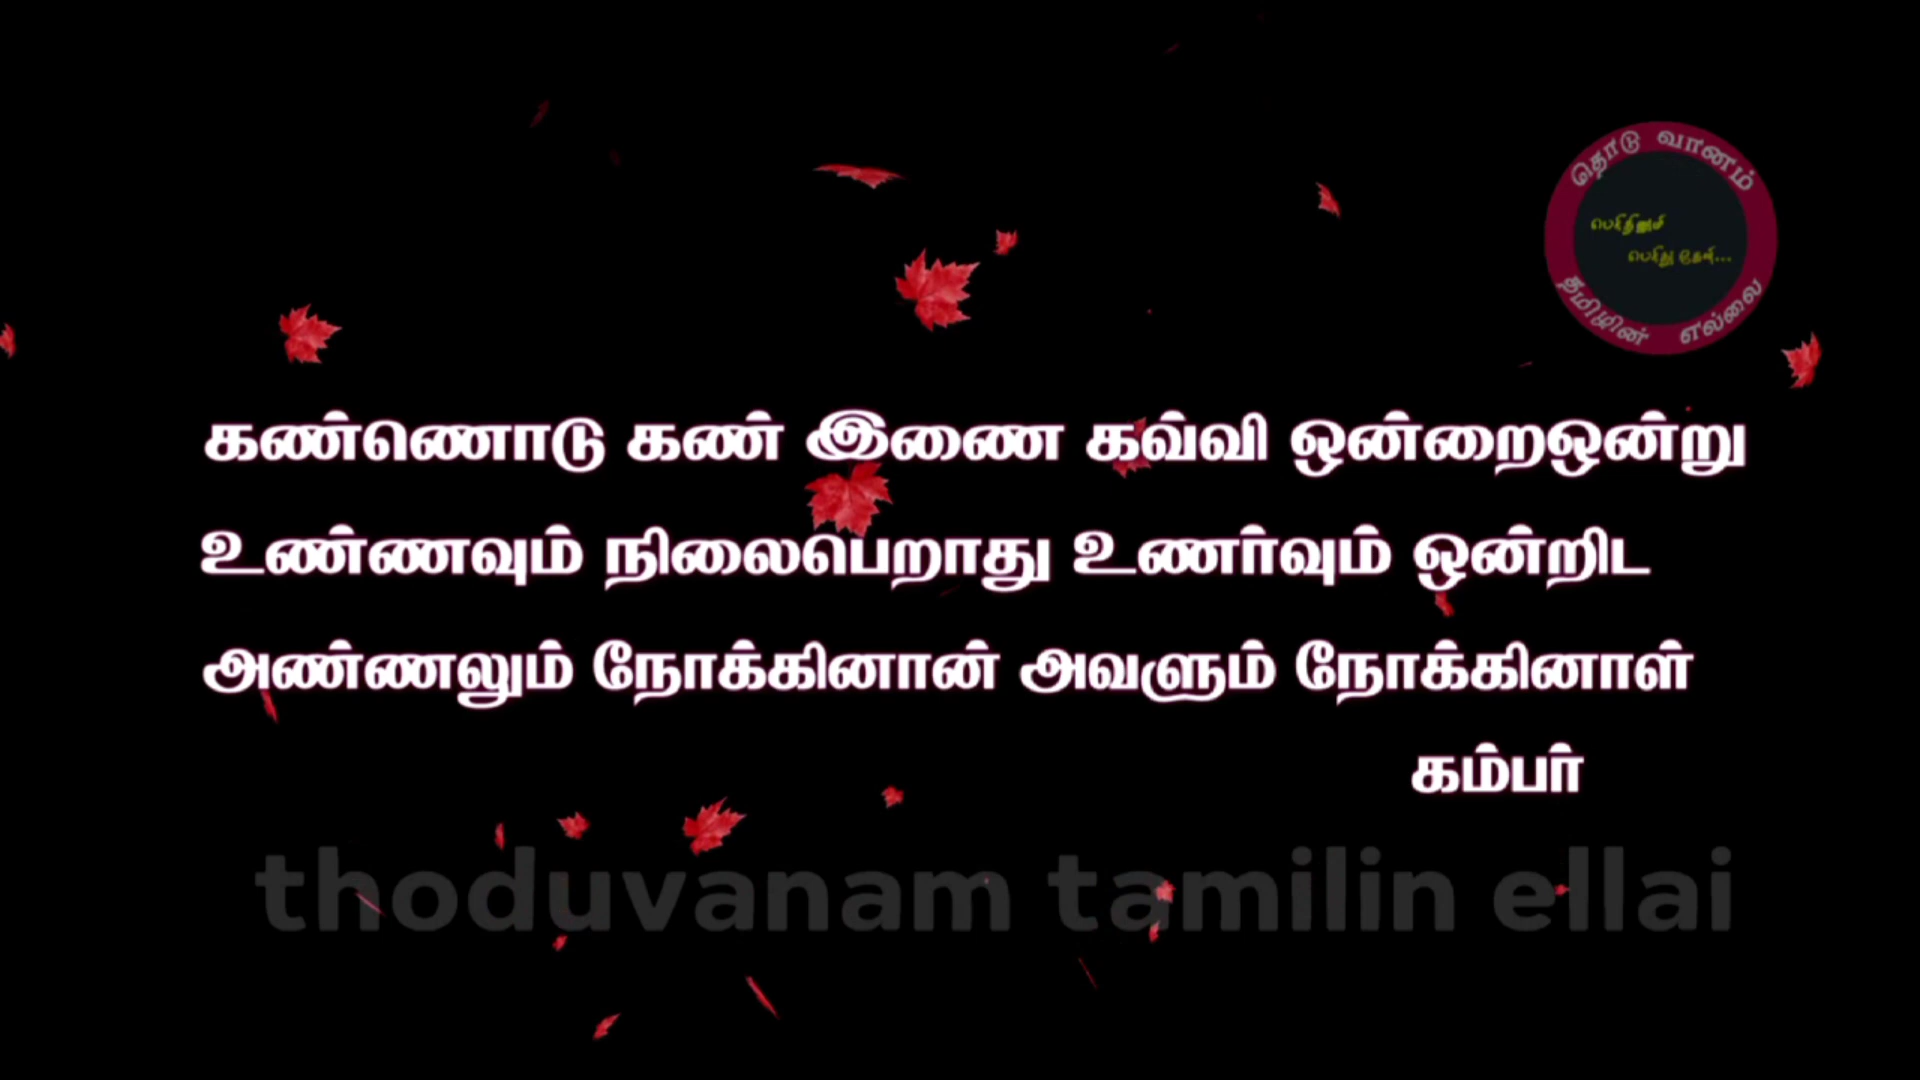 தொடு வானம்
பெரிதினும்
பெரிது கேள்...
தமிழின் எல்லை
கண்ணொடு கண் இணை கவ்வி ஒன்றைஒன்று
உண்ணவும் நிலைபெறாது உணர்வும் ஒன்றிட
அண்ணலும் நோக்கினான் அவளும் நோக்கினாள்
கம்பர்
thoduvanam tamilin ellai